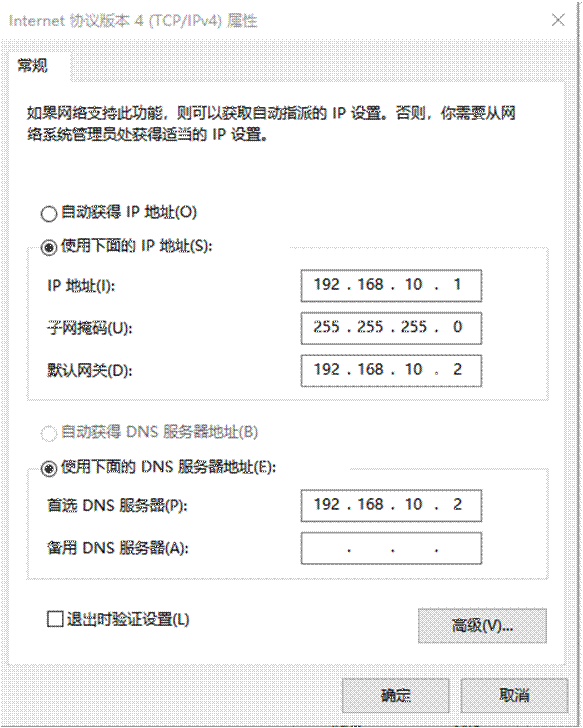 Internet 协议版本 4 (TCP/IPv4) 属性
常规
如果网络支持此功能，则可以获取自动指派的 IP 设置。否则，你需要从网
络系统管理员处获得适当的 IP 设置。
自动获得 IP 地址(O)
使用下面的 IP 地址(S):
IP 地址(I): 192 . 168 . 10 . 1
子网掩码(U): 255 . 255 . 255 . 0
默认网关(D): 192 . 168 . 10 . 2
自动获得 DNS 服务器地址(B)
使用下面的 DNS 服务器地址(E):
首选 DNS 服务器(P): 192 . 168 . 10 . 2
备用 DNS 服务器(A): . . .
退出时验证设置(L)
高级(V)...
确定 取消